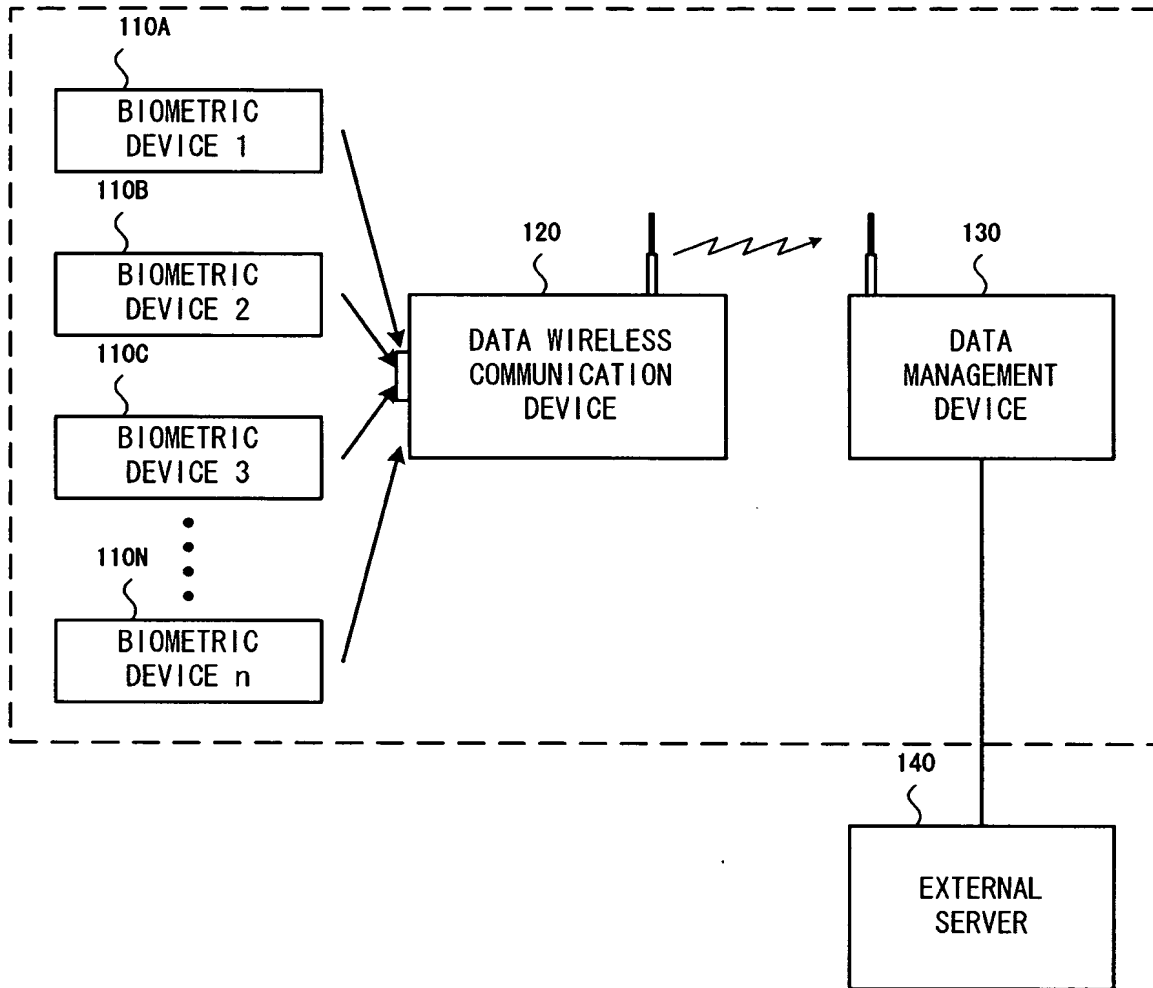 110A
BIOMETRIC
DEVICE 1
110B
BIOMETRIC
DEVICE 2
110C
BIOMETRIC
DEVICE 3
110N
BIOMETRIC
DEVICE n
120
DATA WIRELESS
COMMUNICATION
DEVICE
130
DATA
MANAGEMENT
DEVICE
140
EXTERNAL
SERVER